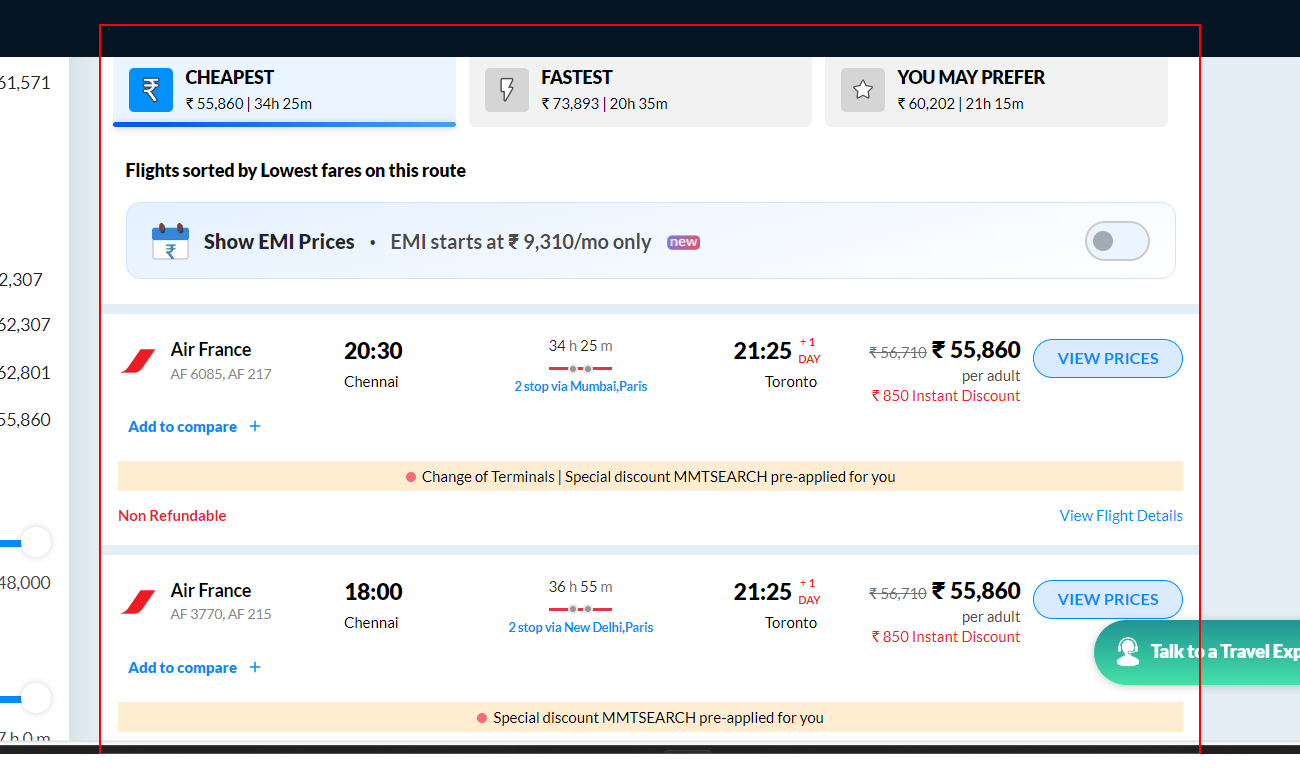 61,571
2,307
62,307
62,801
55,860
48,000
7 h 0 m
CHEAPEST
₹ 55,860 | 34h 25m
FASTEST
₹ 73,893 | 20h 35m
YOU MAY PREFER
₹ 60,202 | 21h 15m
Flights sorted by Lowest fares on this route
Show EMI Prices • EMI starts at ₹ 9,310/mo only new
Air France
AF 6085, AF 217
20:30
Chennai
34 h 25 m
2 stop via Mumbai,Paris
21:25 + 1 DAY
Toronto
₹ 56,710 ₹ 55,860
per adult
₹ 850 Instant Discount
VIEW PRICES
Add to compare +
Change of Terminals | Special discount MMTSEARCH pre-applied for you
Non Refundable
View Flight Details
Air France
AF 3770, AF 215
18:00
Chennai
36 h 55 m
2 stop via New Delhi,Paris
21:25 + 1 DAY
Toronto
₹ 56,710 ₹ 55,860
per adult
₹ 850 Instant Discount
VIEW PRICES
Talk to a Travel Exp
Add to compare +
Special discount MMTSEARCH pre-applied for you